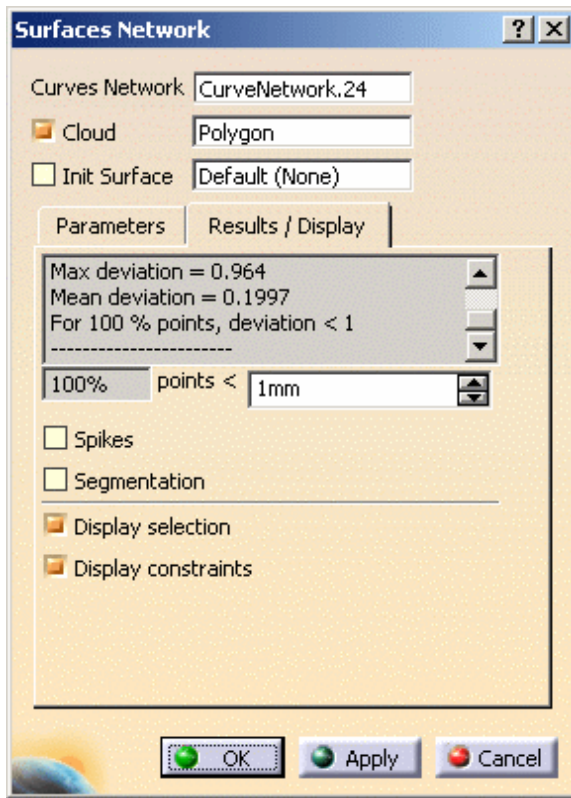 Surfaces Network
Curves Network CurveNetwork.24
Cloud Polygon
Init Surface Default (None)
Parameters Results / Display
Max deviation = 0.964
Mean deviation = 0.1997
For 100 % points, deviation < 1
-----------------------
100% points < 1mm
Spikes
Segmentation
Display selection
Display constraints
OK Apply Cancel